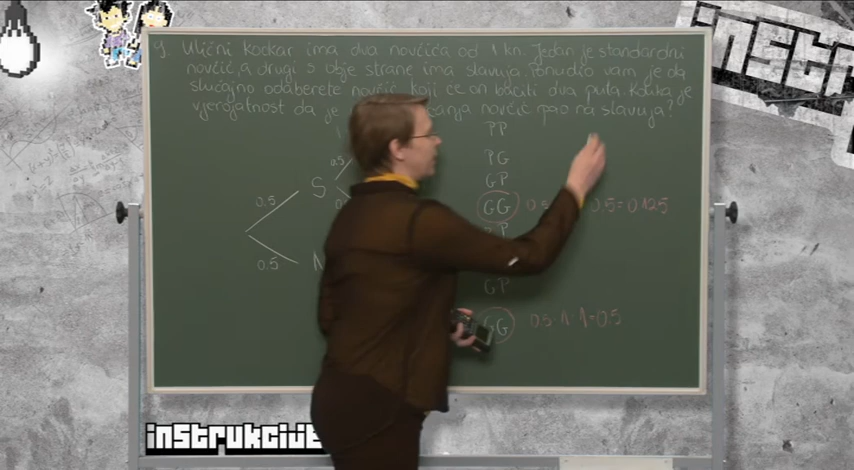 9. Ulični kockar ima dva novčića od 1 kn. Jedan je standardni
novčić, a drugi s obje strane ima slavuja. Ponudio vam je da
slučajno odaberete novčić koji će on baciti dva puta. Kolika je
vjerojatnost da je novčić pao na slavuja?
PP
0.5
PG
GP
0.5 S
GG 0.5 0.5=0.125
0.5
GP
GG 0.5·1·1=0.5
INSTRUKCIJE